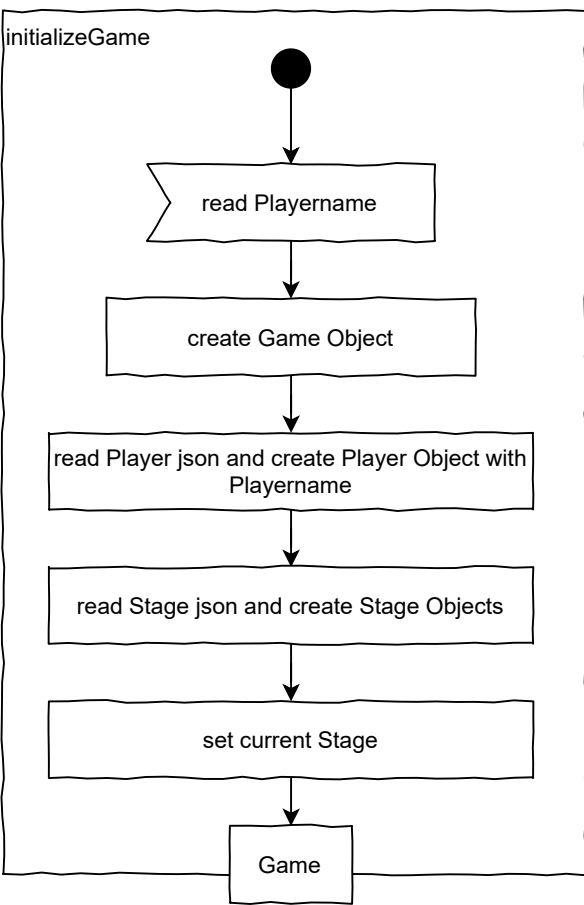 initializeGame
read Playername
create Game Object
read Player json and create Player Object with
Playername
read Stage json and create Stage Objects
set current Stage
Game